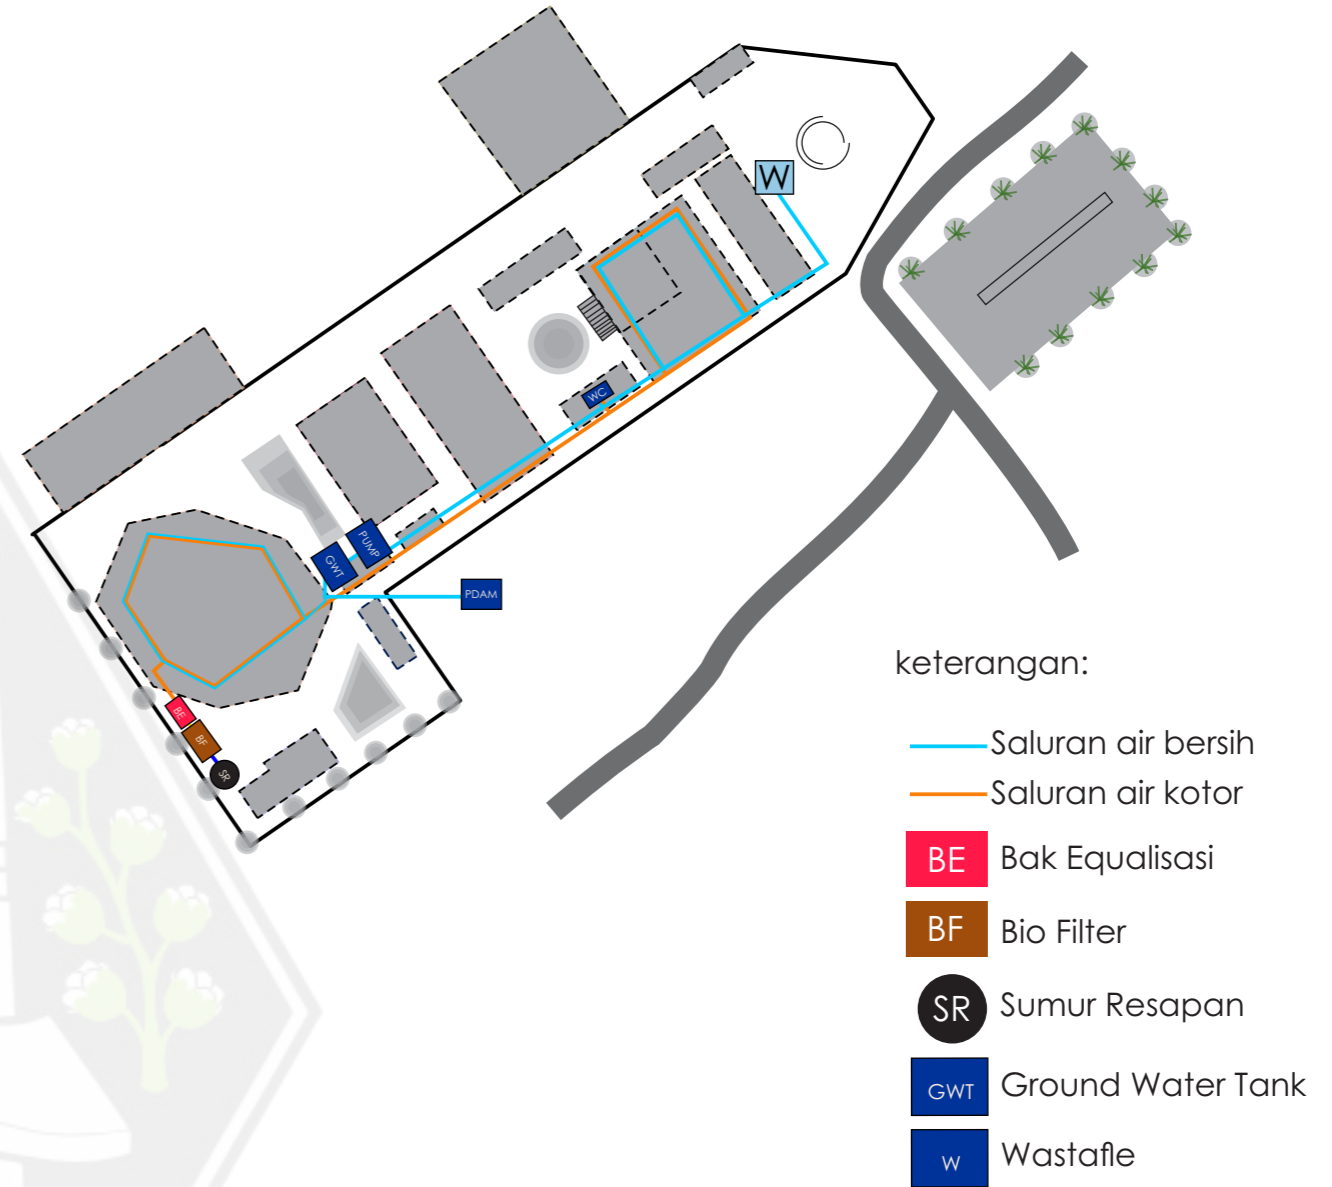 W
WC
PUMP
GWT
PDAM
BE
BF
SR
keterangan:
Saluran air bersih
Saluran air kotor
BE Bak Equalisasi
BF Bio Filter
SR Sumur Resapan
GWT Ground Water Tank
W Wastafle